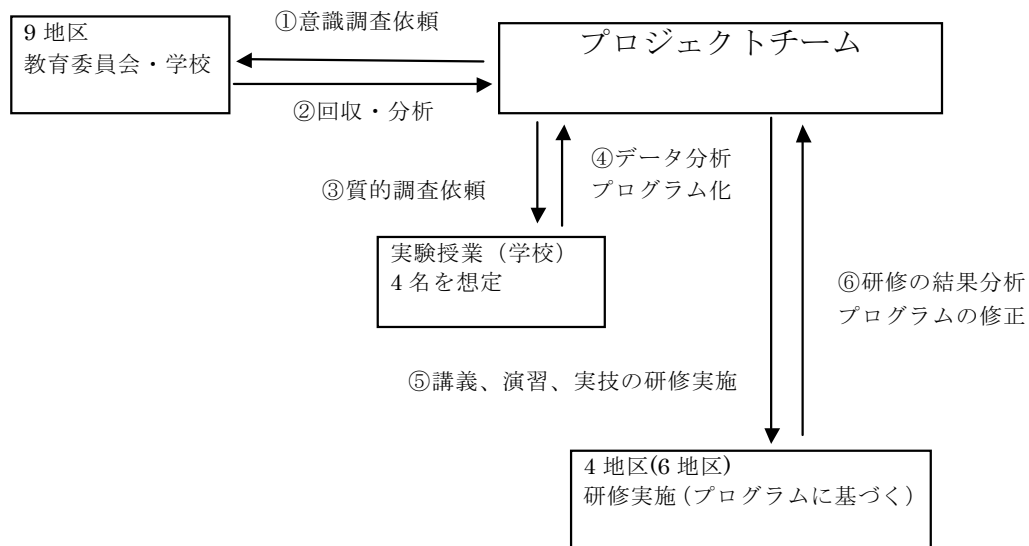 ①意識調査依頼
9 地区
教育委員会・学校
プロジェクトチーム
②回収・分析
③質的調査依頼
④データ分析
プログラム化
実験授業（学校）
4 名を想定
⑥研修の結果分析
プログラムの修正
⑤講義、演習、実技の研修実施
4 地区(6 地区)
研修実施(プログラムに基づく)